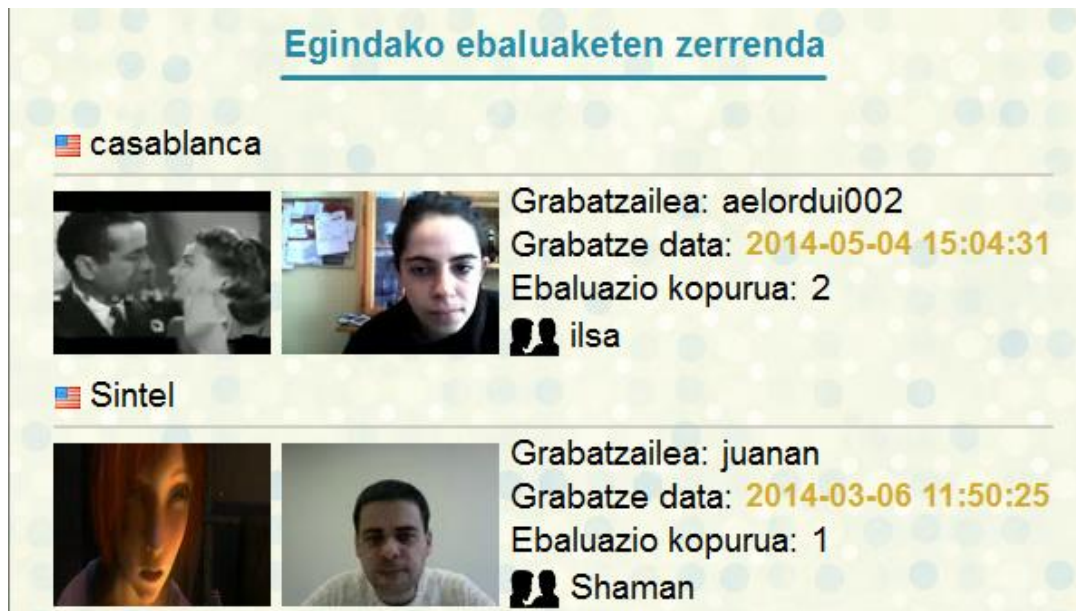 Egindako ebaluaketen zerrenda
casablanca
Grabatzailea: aelordui002
Grabatze data: 2014-05-04 15:04:31
Ebaluazio kopurua: 2
ilsa
Sintel
Grabatzailea: juanan
Grabatze data: 2014-03-06 11:50:25
Ebaluazio kopurua: 1
Shaman